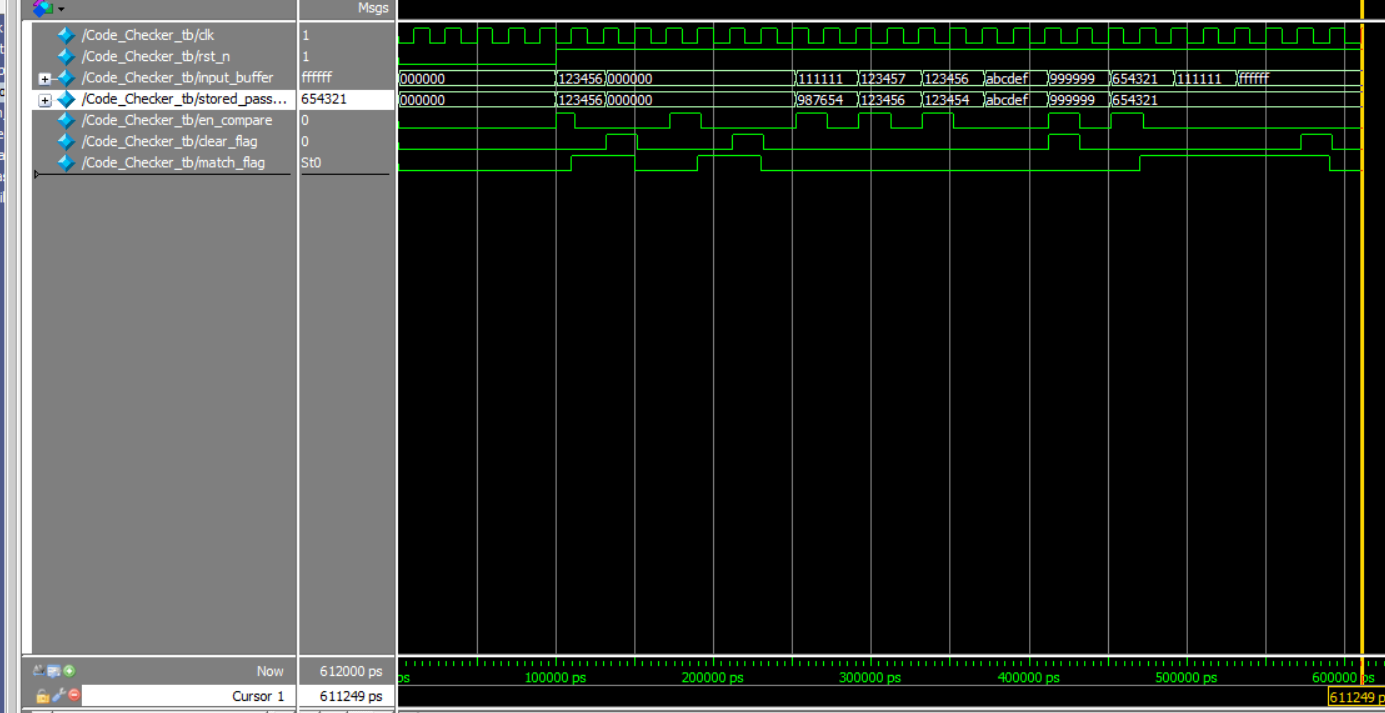 Msgs
/Code_Checker_tb/clk 1
/Code_Checker_tb/rst_n 1
/Code_Checker_tb/input_buffer ffffff 000000 123456 000000 111111 123457 123456 abcdef 999999 654321 111111 ffffff
/Code_Checker_tb/stored_pass... 654321 000000 123456 000000 987654 123456 123454 abcdef 999999 654321
/Code_Checker_tb/en_compare 0
/Code_Checker_tb/clear_flag 0
/Code_Checker_tb/match_flag St0
Now 612000 ps ps 100000 ps 200000 ps 300000 ps 400000 ps 500000 ps 600000 ps
Cursor 1 611249 ps 611249 p